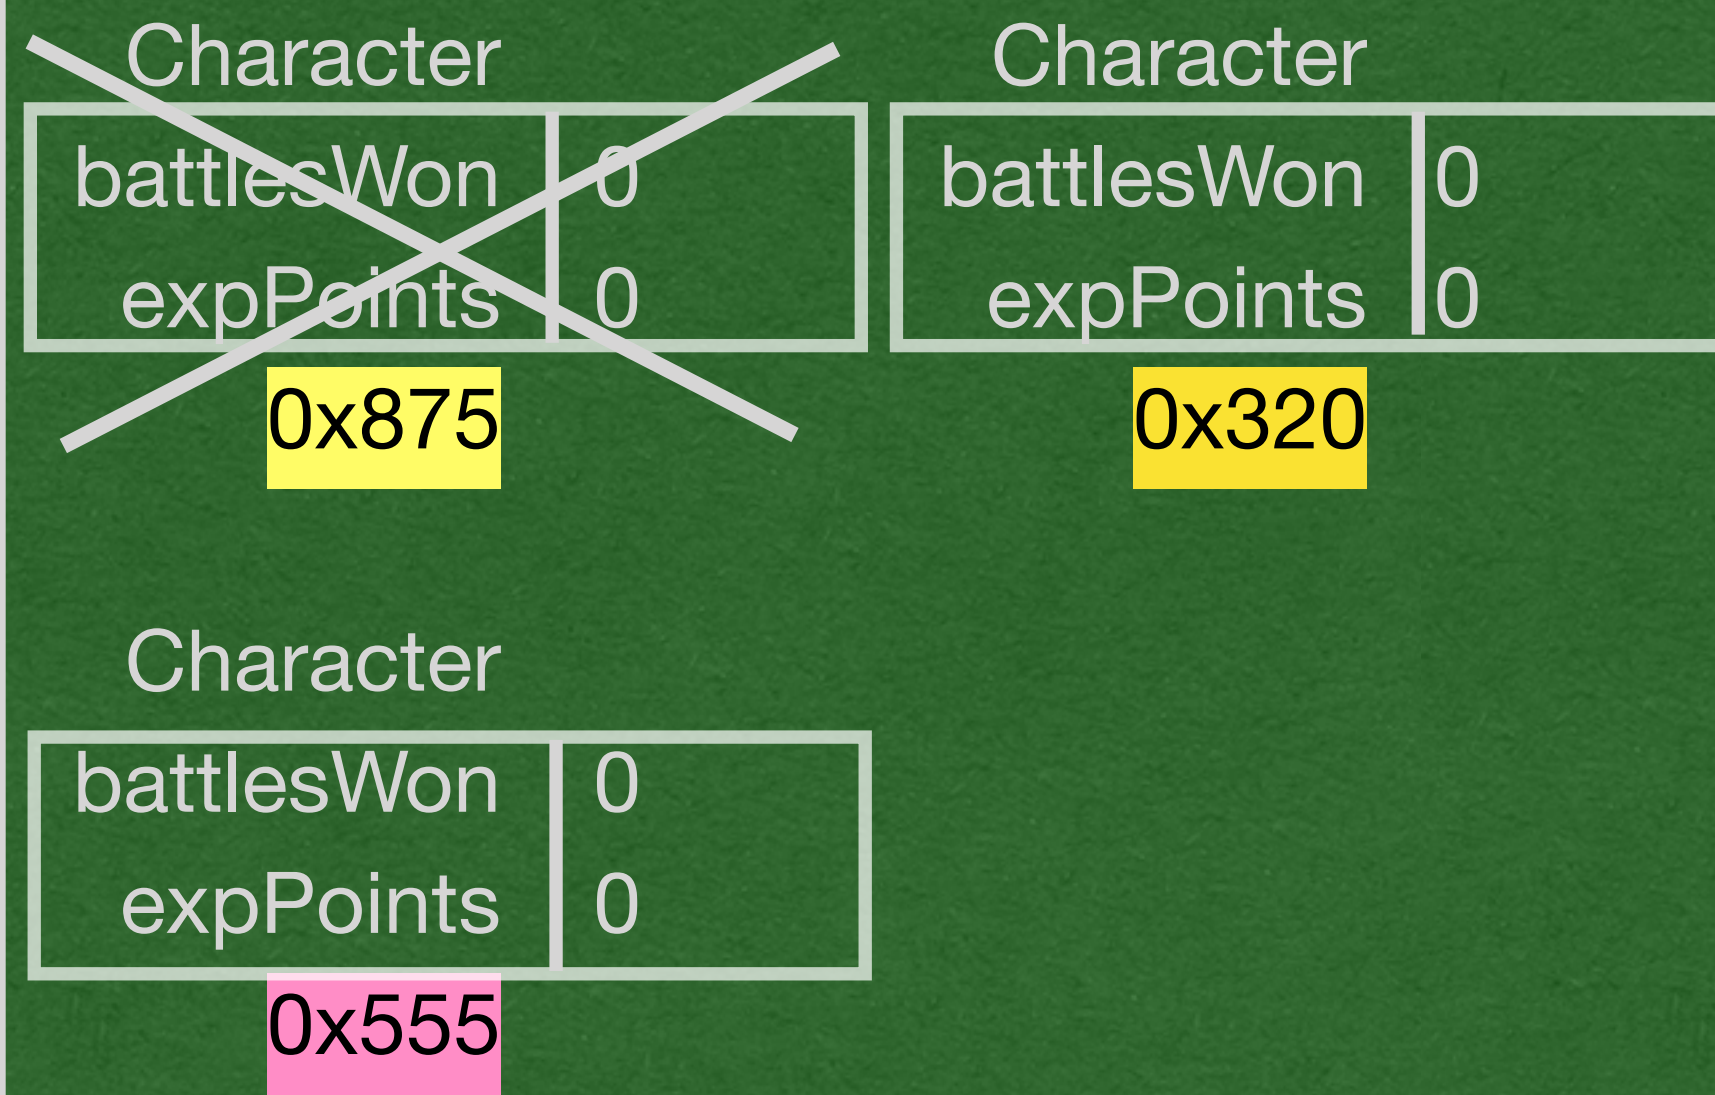 Character
battlesWon 0
expPoints 0
0x875
Character
battlesWon 0
expPoints 0
0x320
Character
battlesWon 0
expPoints 0
0x555